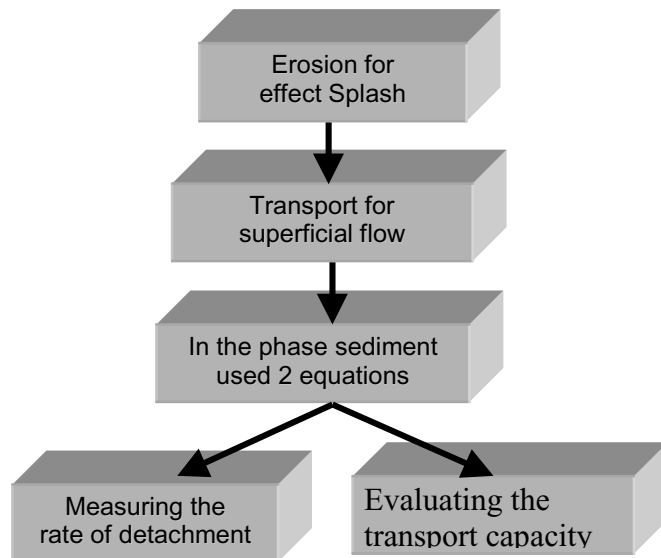 Erosion for
effect Splash
Transport for
superficial flow
In the phase sediment
used 2 equations
Measuring the
rate of detachment
Evaluating the
transport capacity